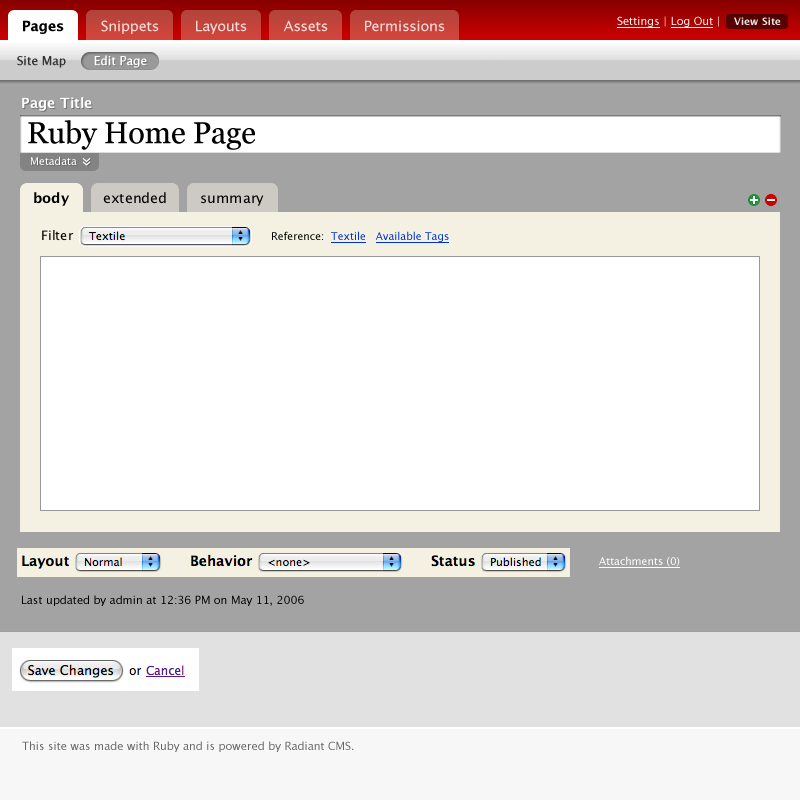 Pages Snippets Layouts Assets Permissions Settings | Log Out | View Site
Site Map Edit Page
Page Title
Ruby Home Page
Metadata
body extended summary
Filter Textile Reference: Textile Available Tags
Layout Normal Behavior <none> Status Published Attachments (0)
Last updated by admin at 12:36 PM on May 11, 2006
Save Changes or Cancel
This site was made with Ruby and is powered by Radiant CMS.